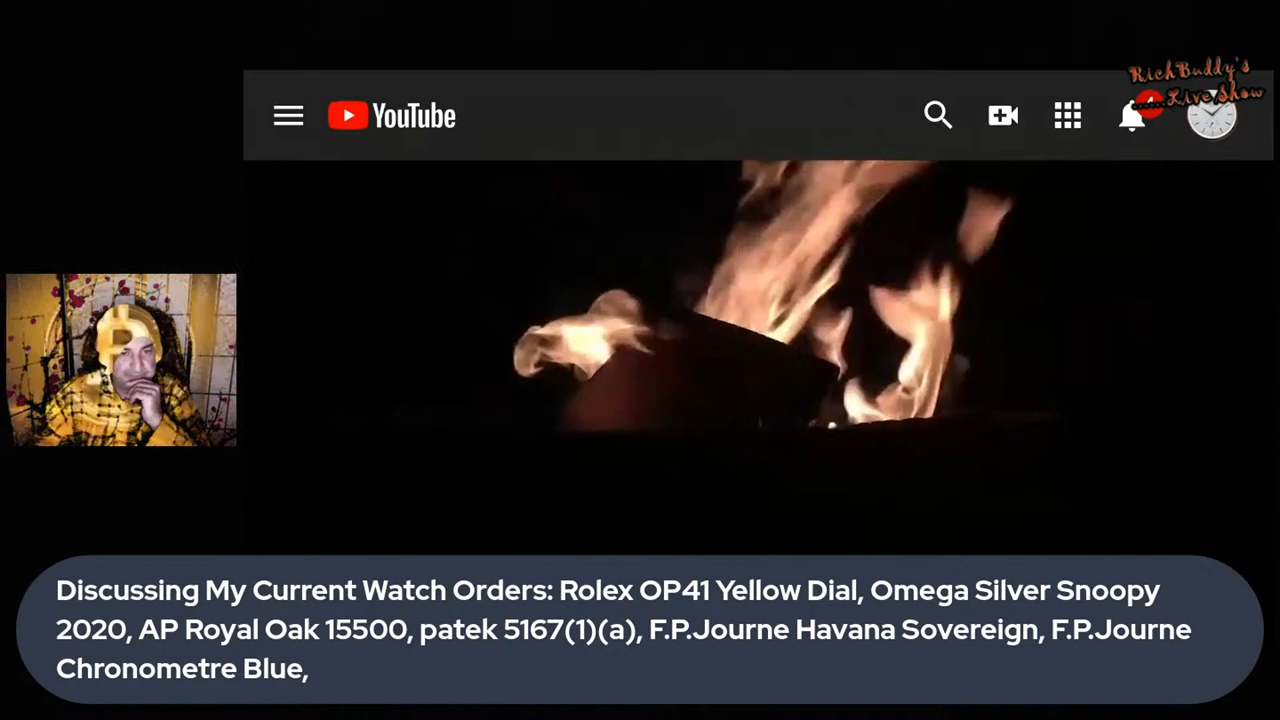 RichBuddy's
......Live Show
YouTube
4
Discussing My Current Watch Orders: Rolex OP41 Yellow Dial, Omega Silver Snoopy
2020, AP Royal Oak 15500, patek 5167(1)(a), F.P.Journe Havana Sovereign, F.P.Journe
Chronometre Blue,